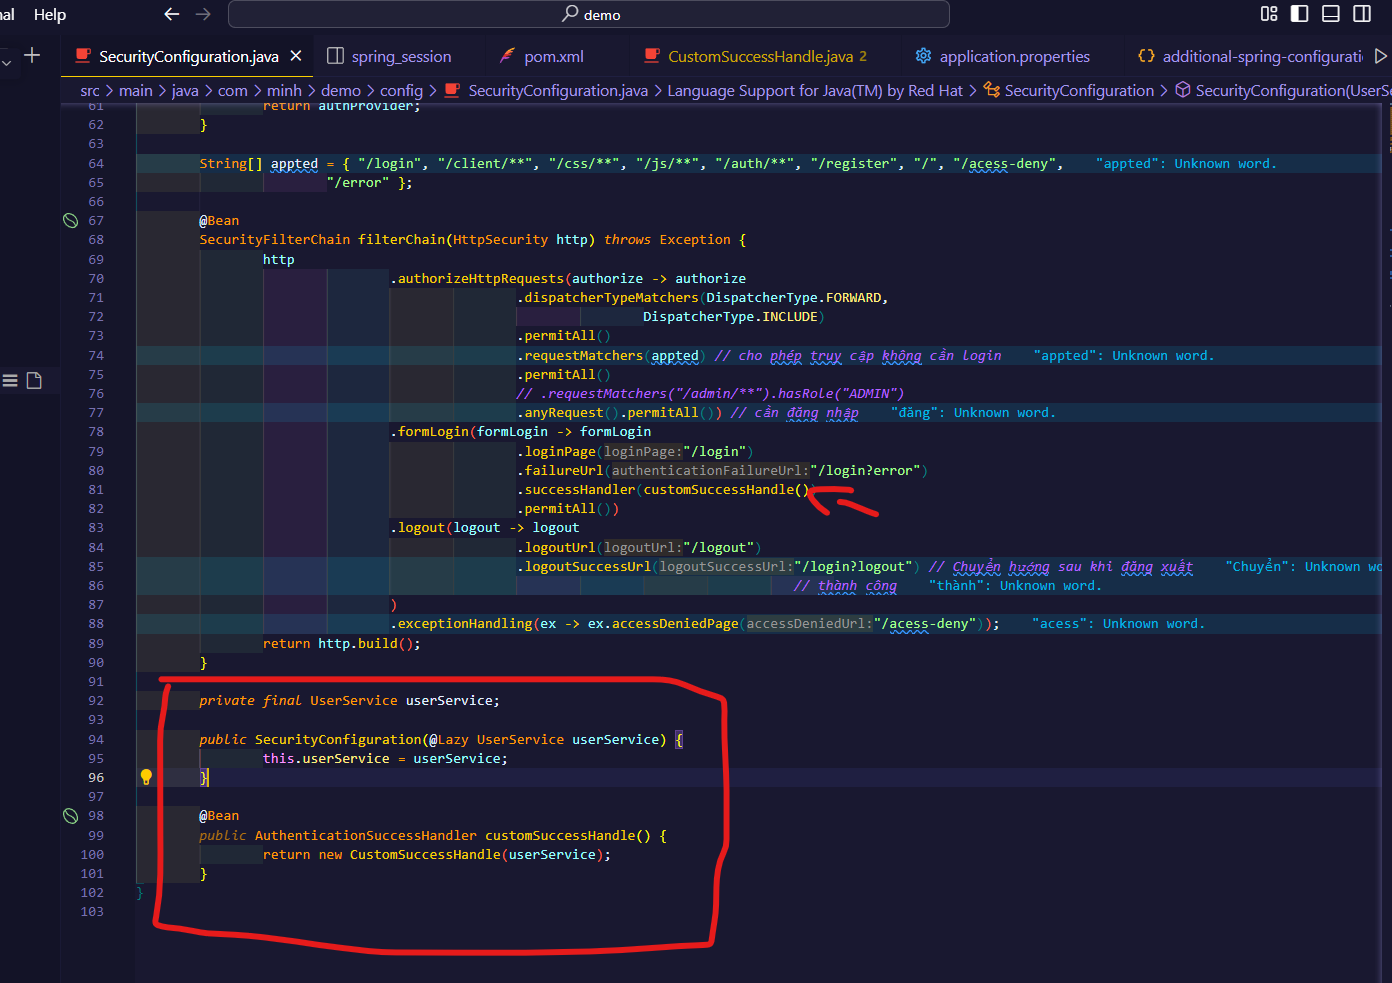 al Help demo
SecurityConfiguration.java spring_session pom.xml CustomSuccessHandle.java 2 application.properties additional-spring-configurati
src > main > java > com > minh > demo > config > SecurityConfiguration.java > Language Support for Java(TM) by Red Hat > SecurityConfiguration > SecurityConfiguration(UserSe
61 return authProvider;
62 }
63
64 String[] appted = { "/login", "/client/**", "/css/**", "/js/**", "/auth/**", "/register", "/", "/acess-deny", "appted": Unknown word.
65 "/error" };
66
67 @Bean
68 SecurityFilterChain filterChain(HttpSecurity http) throws Exception {
69 http
70 .authorizeHttpRequests(authorize -> authorize
71 .dispatcherTypeMatchers(DispatcherType.FORWARD,
72 DispatcherType.INCLUDE)
73 .permitAll()
74 .requestMatchers(appted) // cho phép truy cập không cần login "appted": Unknown word.
75 .permitAll()
76 // .requestMatchers("/admin/**").hasRole("ADMIN")
77 .anyRequest().permitAll()) // cần đăng nhập "đăng": Unknown word.
78 .formLogin(formLogin -> formLogin
79 .loginPage(loginPage:"/login")
80 .failureUrl(authenticationFailureUrl:"/login?error")
81 .successHandler(customSuccessHandle()
82 .permitAll())
83 .logout(logout -> logout
84 .logoutUrl(logoutUrl:"/logout")
85 .logoutSuccessUrl(logoutSuccessUrl:"/login?logout") // Chuyển hướng sau khi đăng xuất "Chuyển": Unknown wo
86 // thành công "thành": Unknown word.
87 )
88 .exceptionHandling(ex -> ex.accessDeniedPage(accessDeniedUrl:"/acess-deny")); "acess": Unknown word.
89 return http.build();
90 }
91
92 private final UserService userService;
93
94 public SecurityConfiguration(@Lazy UserService userService) {
95 this.userService = userService;
96 }
97
98 @Bean
99 public AuthenticationSuccessHandler customSuccessHandle() {
100 return new CustomSuccessHandle(userService);
101 }
102 }
103